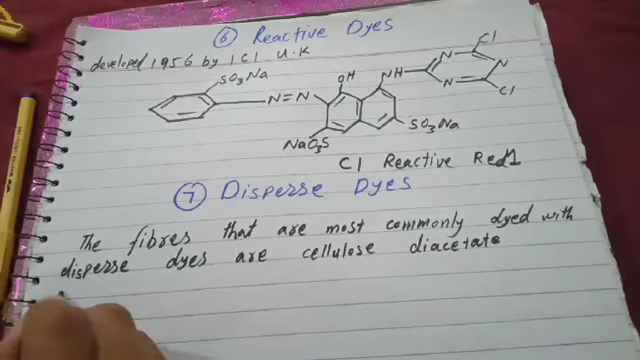 6 Reactive Dyes
developed 1956 by ICI U.K
SO3Na
OH
NH
N=N
N
Cl
N
N
Cl
NaO3S
SO3Na
CI Reactive Red1
7 Disperse Dyes
The fibres that are most commonly dyed with
disperse dyes are cellulose diacetate